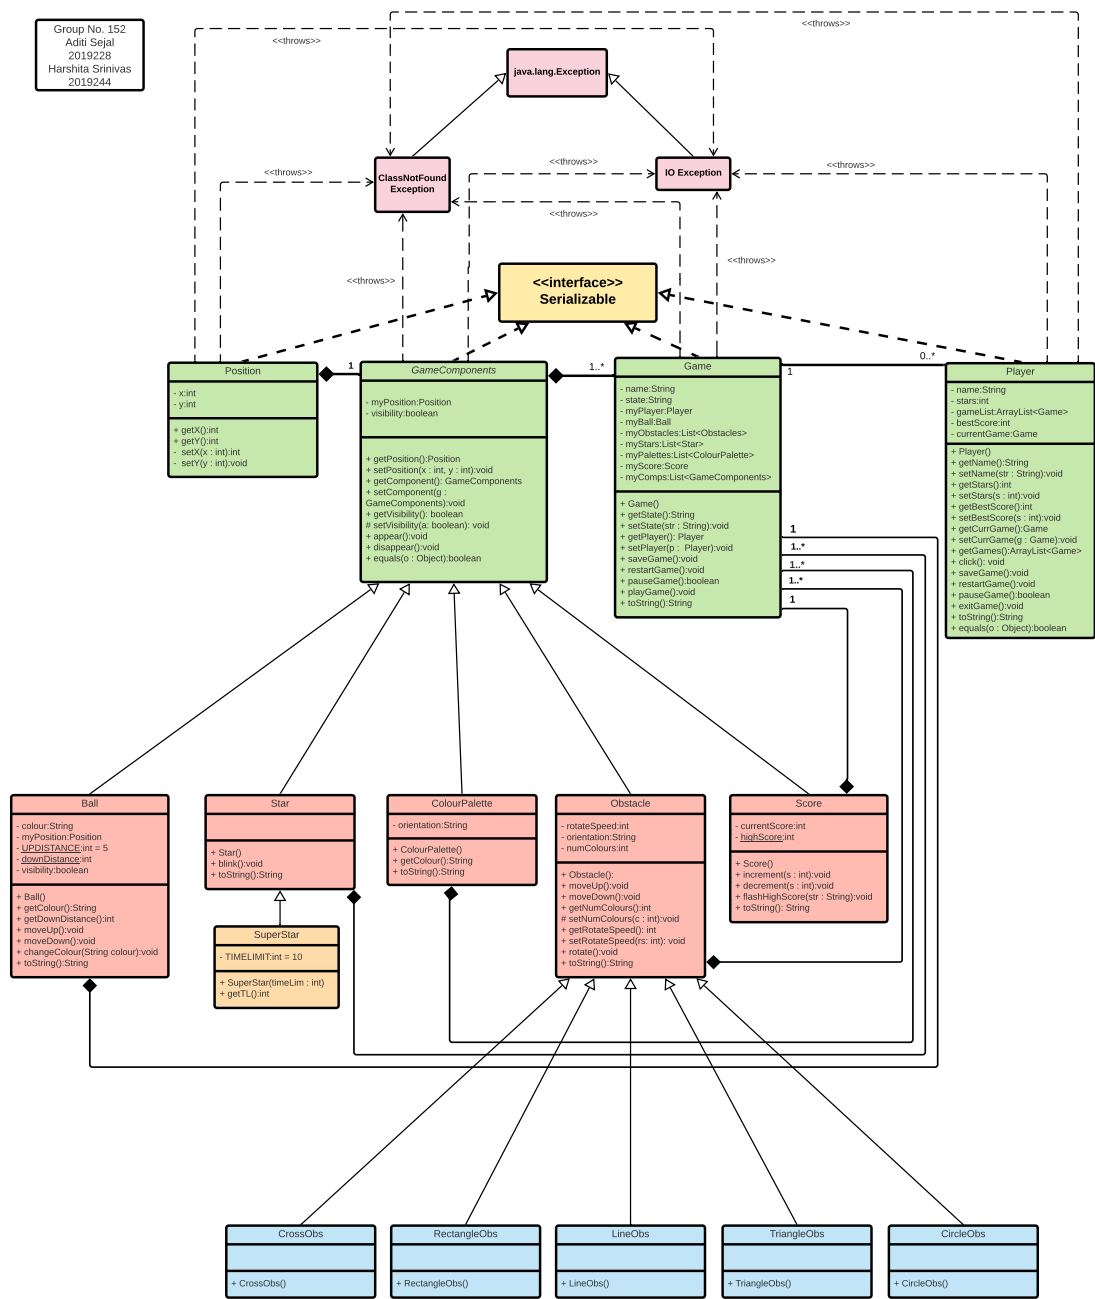 Group No. 152
Aditi Sejal
2019228
Harshita Srinivas
2019244
<<throws>>
<<throws>>
java.lang.Exception
<<throws>>
ClassNotFound
Exception
<<throws>>
IO Exception
<<throws>>
<<throws>>
<<throws>>
<<throws>>
<<interface>>
Serializable
Position
- x:int
- y:int
+ getX():int
+ getY():int
- setX(x : int):int
- setY(y : int):void
1
GameComponents
- myPosition:Position
- visibility:boolean
+ getPosition():Position
+ setPosition(x : int, y : int):void
+ getComponent(): GameComponents
+ setComponent(g :
GameComponents):void
+ getVisibility(): boolean
# setVisibility(a: boolean): void
+ appear():void
+ disappear():void
+ equals(o : Object):boolean
1..*
Game
- name:String
- state:String
- myPlayer:Player
- myBall:Ball
- myObstacles:List<Obstacles>
- myStars:List<Star>
- myPalettes:List<ColourPalette>
- myScore:Score
- myComps:List<GameComponents>
+ Game()
+ getState():String
+ setState(str : String):void
+ getPlayer(): Player
+ setPlayer(p :  Player):void
+ saveGame():void
+ restartGame():void
+ pauseGame():boolean
+ playGame():void
+ toString():String
1
0..*
Player
- name:String
- stars:int
- gameList:ArrayList<Game>
- bestScore:int
- currentGame:Game
+ Player()
+ getName():String
+ setName(str : String):void
+ getStars():int
+ setStars(s : int):void
+ getBestScore():int
+ setBestScore(s : int):void
+ getCurrGame():Game
+ setCurrGame(g : Game):void
+ getGames():ArrayList<Game>
+ click(): void
+ saveGame():void
+ restartGame():void
+ pauseGame():boolean
+ exitGame():void
+ toString():String
+ equals(o : Object):boolean
1
1..*
1..*
1..*
1
Ball
- colour:String
- myPosition:Position
- UPDISTANCE:int = 5
- downDistance:int
- visibility:boolean
+ Ball()
+ getColour():String
+ getDownDistance():int
+ moveUp():void
+ moveDown():void
+ changeColour(String colour):void
+ toString():String
Star
+ Star()
+ blink():void
+ toString():String
SuperStar
- TIMELIMIT:int = 10
+ SuperStar(timeLim : int)
+ getTL():int
ColourPalette
- orientation:String
+ ColourPalette()
+ getColour():String
+ toString():String
Obstacle
- rotateSpeed:int
- orientation:String
- numColours:int
+ Obstacle():
+ moveUp():void
+ moveDown():void
+ getNumColours():int
# setNumColours(c : int):void
+ getRotateSpeed(): int
+ setRotateSpeed(rs: int): void
+ rotate():void
+ toString():String
Score
- currentScore:int
- highScore:int
+ Score()
+ increment(s : int):void
+ decrement(s : int):void
+ flashHighScore(str : String):void
+ toString(): String
CrossObs
+ CrossObs()
RectangleObs
+ RectangleObs()
LineObs
+ LineObs()
TriangleObs
+ TriangleObs()
CircleObs
+ CircleObs()